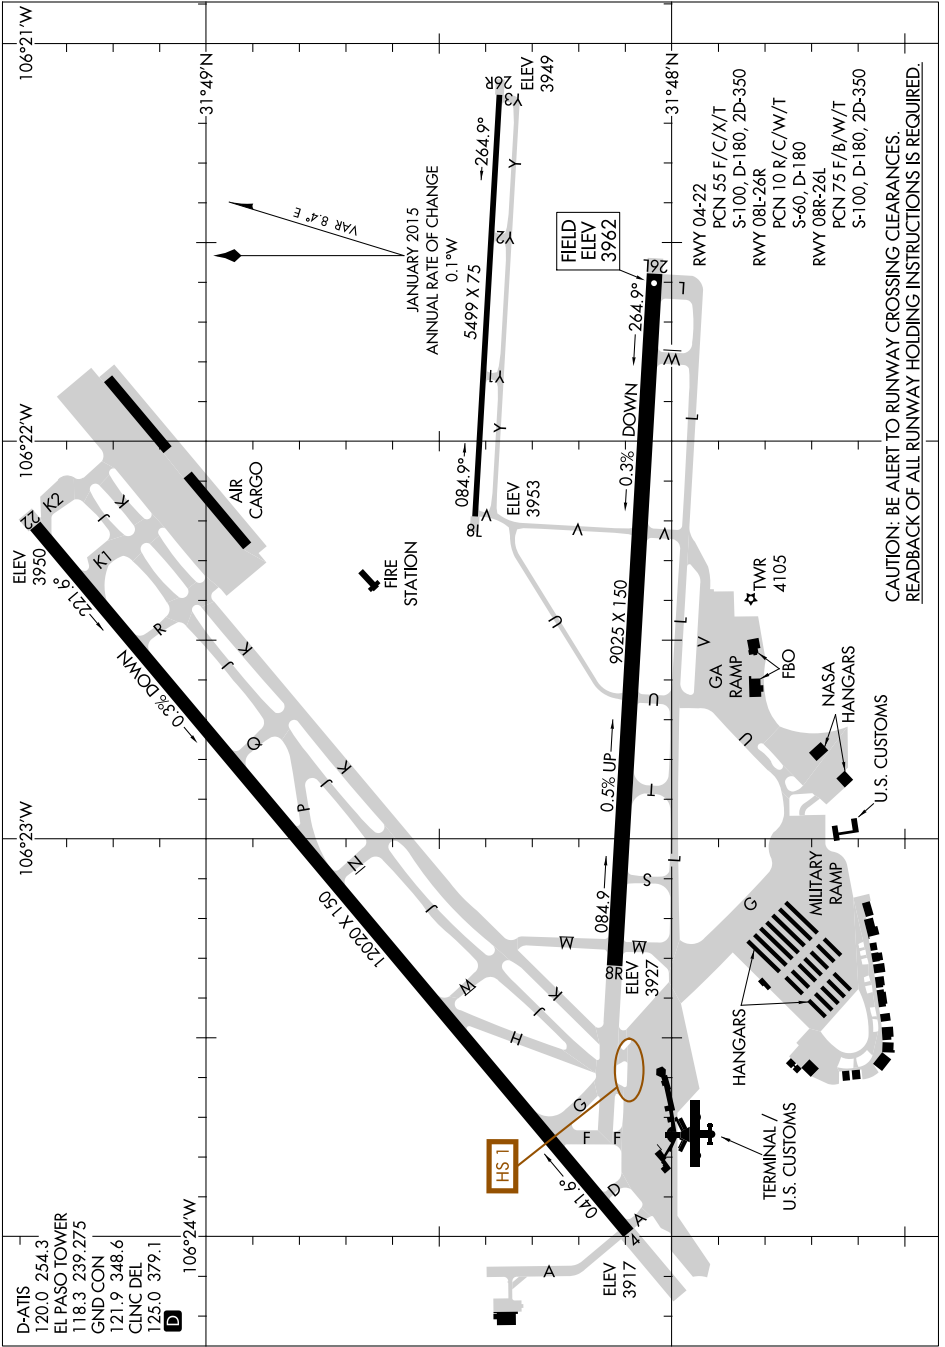 D-ATIS
120.0 254.3
EL PASO TOWER
118.3 239.275
GND CON
121.9 348.6
CLNC DEL
125.0 379.1
D
106°24'W
106°23'W
106°22'W
106°21'W
31°49'N
31°48'N
JANUARY 2015
ANNUAL RATE OF CHANGE
0.1°W
VAR 8.4° E
ELEV
3950
22
K2
K1
221.6°
0.3% DOWN
12020 X 150
041.6°
4
ELEV
3917
AIR
CARGO
FIRE
STATION
J
K
R
J
K
Q
P
J
K
N
J
W
H
J
K
G
F
F
D
A
A
HS 1
8L
084.9°
ELEV
3953
5499 X 75
264.9°
26R
ELEV
3949
V
Y
Y1
Y2
Y
Y3
V
U
FIELD
ELEV
3962
8R
ELEV
3927
084.9
0.5% UP
9025 X 150
0.3% DOWN
264.9°
26L
M
M
S
T
U
V
W
L
L
L
L
V
U
G
GA
RAMP
FBO
TWR
4105
NASA
HANGARS
U.S. CUSTOMS
MILITARY
RAMP
HANGARS
TERMINAL /
U.S. CUSTOMS
RWY 04-22
PCN 55 F/C/X/T
S-100, D-180, 2D-350
RWY 08L-26R
PCN 10 R/C/W/T
S-60, D-180
RWY 08R-26L
PCN 75 F/B/W/T
S-100, D-180, 2D-350
CAUTION: BE ALERT TO RUNWAY CROSSING CLEARANCES.
READBACK OF ALL RUNWAY HOLDING INSTRUCTIONS IS REQUIRED.